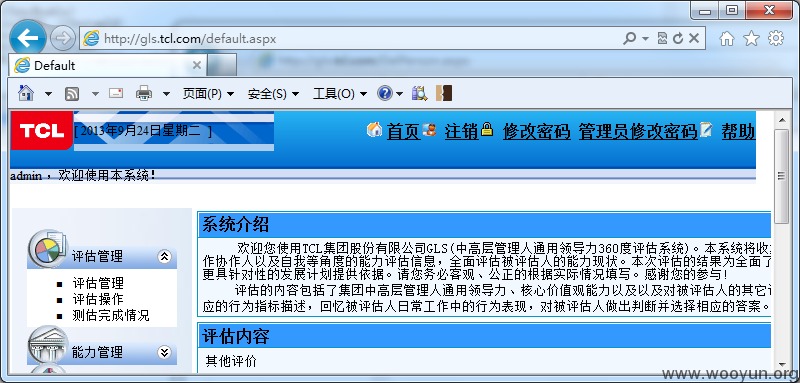 http://gls.tcl.com/default.aspx
Default
页面(P) 安全(S) 工具(O)
TCL
[ 2013年9月24日星期二 ]
首页 注销 修改密码 管理员修改密码 帮助
admin ，欢迎使用本系统！
评估管理
评估管理
评估操作
测估完成情况
能力管理
系统介绍
欢迎您使用TCL集团股份有限公司GLS(中高层管理人通用领导力360度评估系统)。本系统将收
作协作人以及自我等角度的能力评估信息，全面评估被评估人的能力现状。本次评估的结果为全面了
更具针对性的发展计划提供依据。请您务必客观、公正的根据实际情况填写。感谢您的参与！
评估的内容包括了集团中高层管理人通用领导力、核心价值观能力以及以及对被评估人的其它评
应的行为指标描述，回忆被评估人日常工作中的行为表现，对被评估人做出判断并选择相应的答案。
评估内容
其他评价
www.wooyun.org